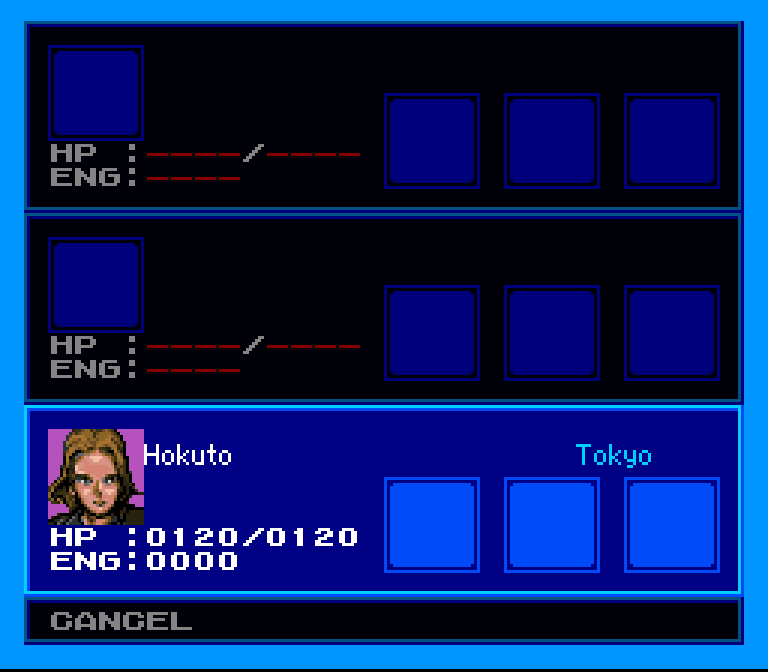 HP :----/----
ENG:----
HP :----/----
ENG:----
Hokuto Tokyo
HP :0120/0120
ENG:0000
CANCEL